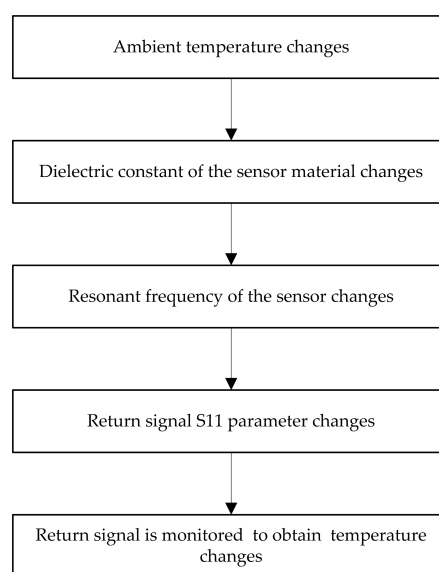 Ambient temperature changes
Dielectric constant of the sensor material changes
Resonant frequency of the sensor changes
Return signal S11 parameter changes
Return signal is monitored to obtain temperature
changes